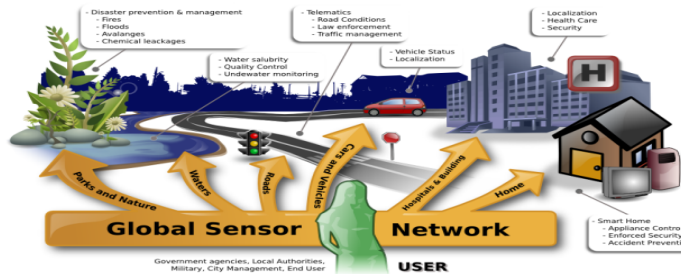 - Disaster prevention & management
- Fires
- Floods
- Avalanges
- Chemical leackages
- Telematics
- Road Conditions
- Law enforcement
- Traffic management
- Localization
- Health Care
- Security
- Water salubrity
- Quality Control
- Undewater monitoring
- Vehicle Status
- Localization
H
Parks and Nature
Waters
Roads
Cars and Vehicles
Hospitals & Building
Home
Global Sensor Network
- Smart Home
- Appliance Contro
- Enforced Security
- Accident Preventi
Government agencies, Local Authorities,
Military, City Management, End User
USER